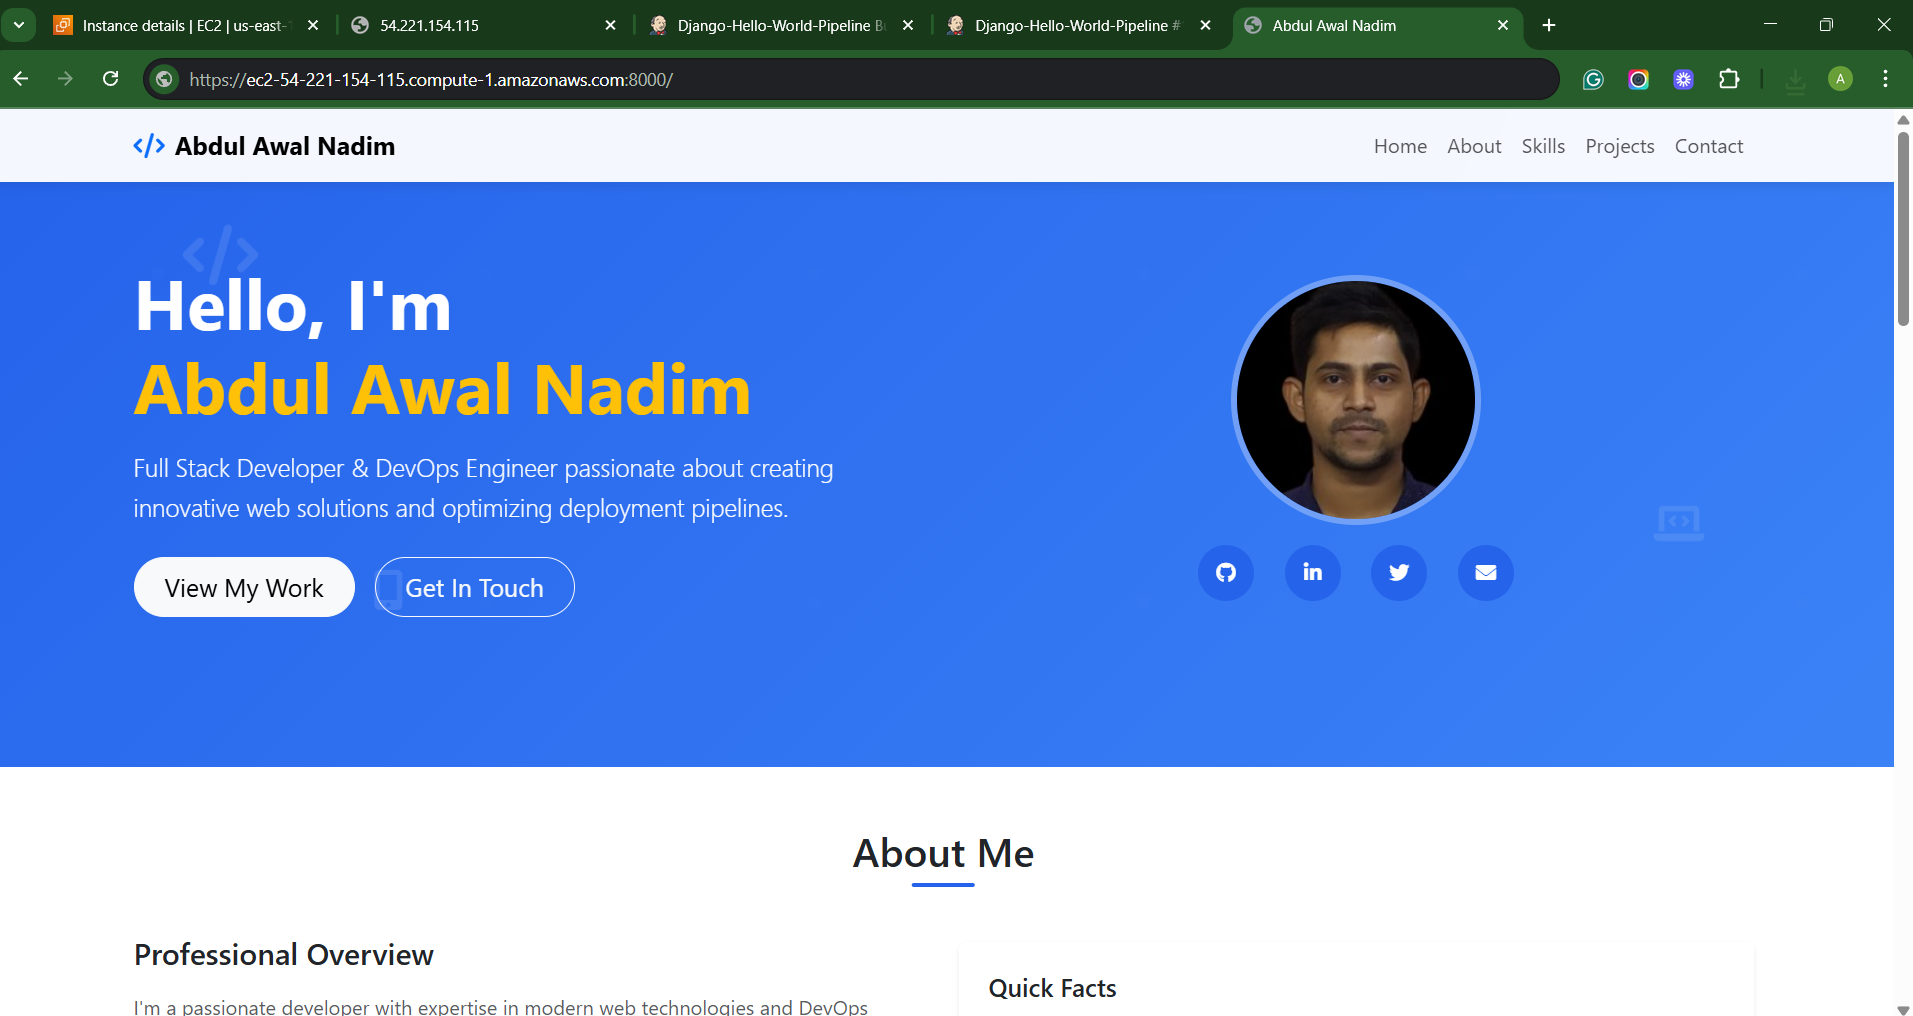 Instance details | EC2 | us-east-
54.221.154.115
Django-Hello-World-Pipeline
Django-Hello-World-Pipeline #
Abdul Awal Nadim
https://ec2-54-221-154-115.compute-1.amazonaws.com:8000/
A
</> Abdul Awal Nadim
Home About Skills Projects Contact
Hello, I'm
Abdul Awal Nadim
Full Stack Developer & DevOps Engineer passionate about creating
innovative web solutions and optimizing deployment pipelines.
View My Work
Get In Touch
in
About Me
Professional Overview
I'm a passionate developer with expertise in modern web technologies and DevOps
Quick Facts